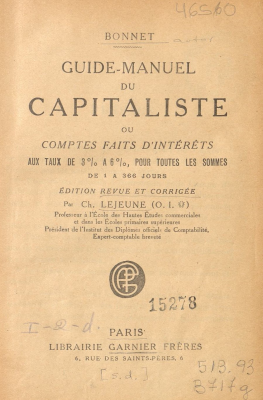 46560
BONNET
GUIDE-MANUEL
DU
CAPITALISTE
OU
COMPTES FAITS D'INTÉRÊTS
AUX TAUX DE 3% A 6%, POUR TOUTES LES SOMMES
DE 1 A 366 JOURS
ÉDITION REVUE ET CORRIGÉE
Par Ch. LEJEUNE (O. I. Q)
Professeur à l'École des Hautes Études commerciales
et dans les Écoles primaires supérieures
Président de l'Institut des Diplômés officiels de Comptabilité,
Expert-comptable breveté
15278
I-2-d.
PARIS
LIBRAIRIE GARNIER FRÈRES
6, RUE DES SAINTS-PÈRES, 6
[s.d.]
513.93
B717g